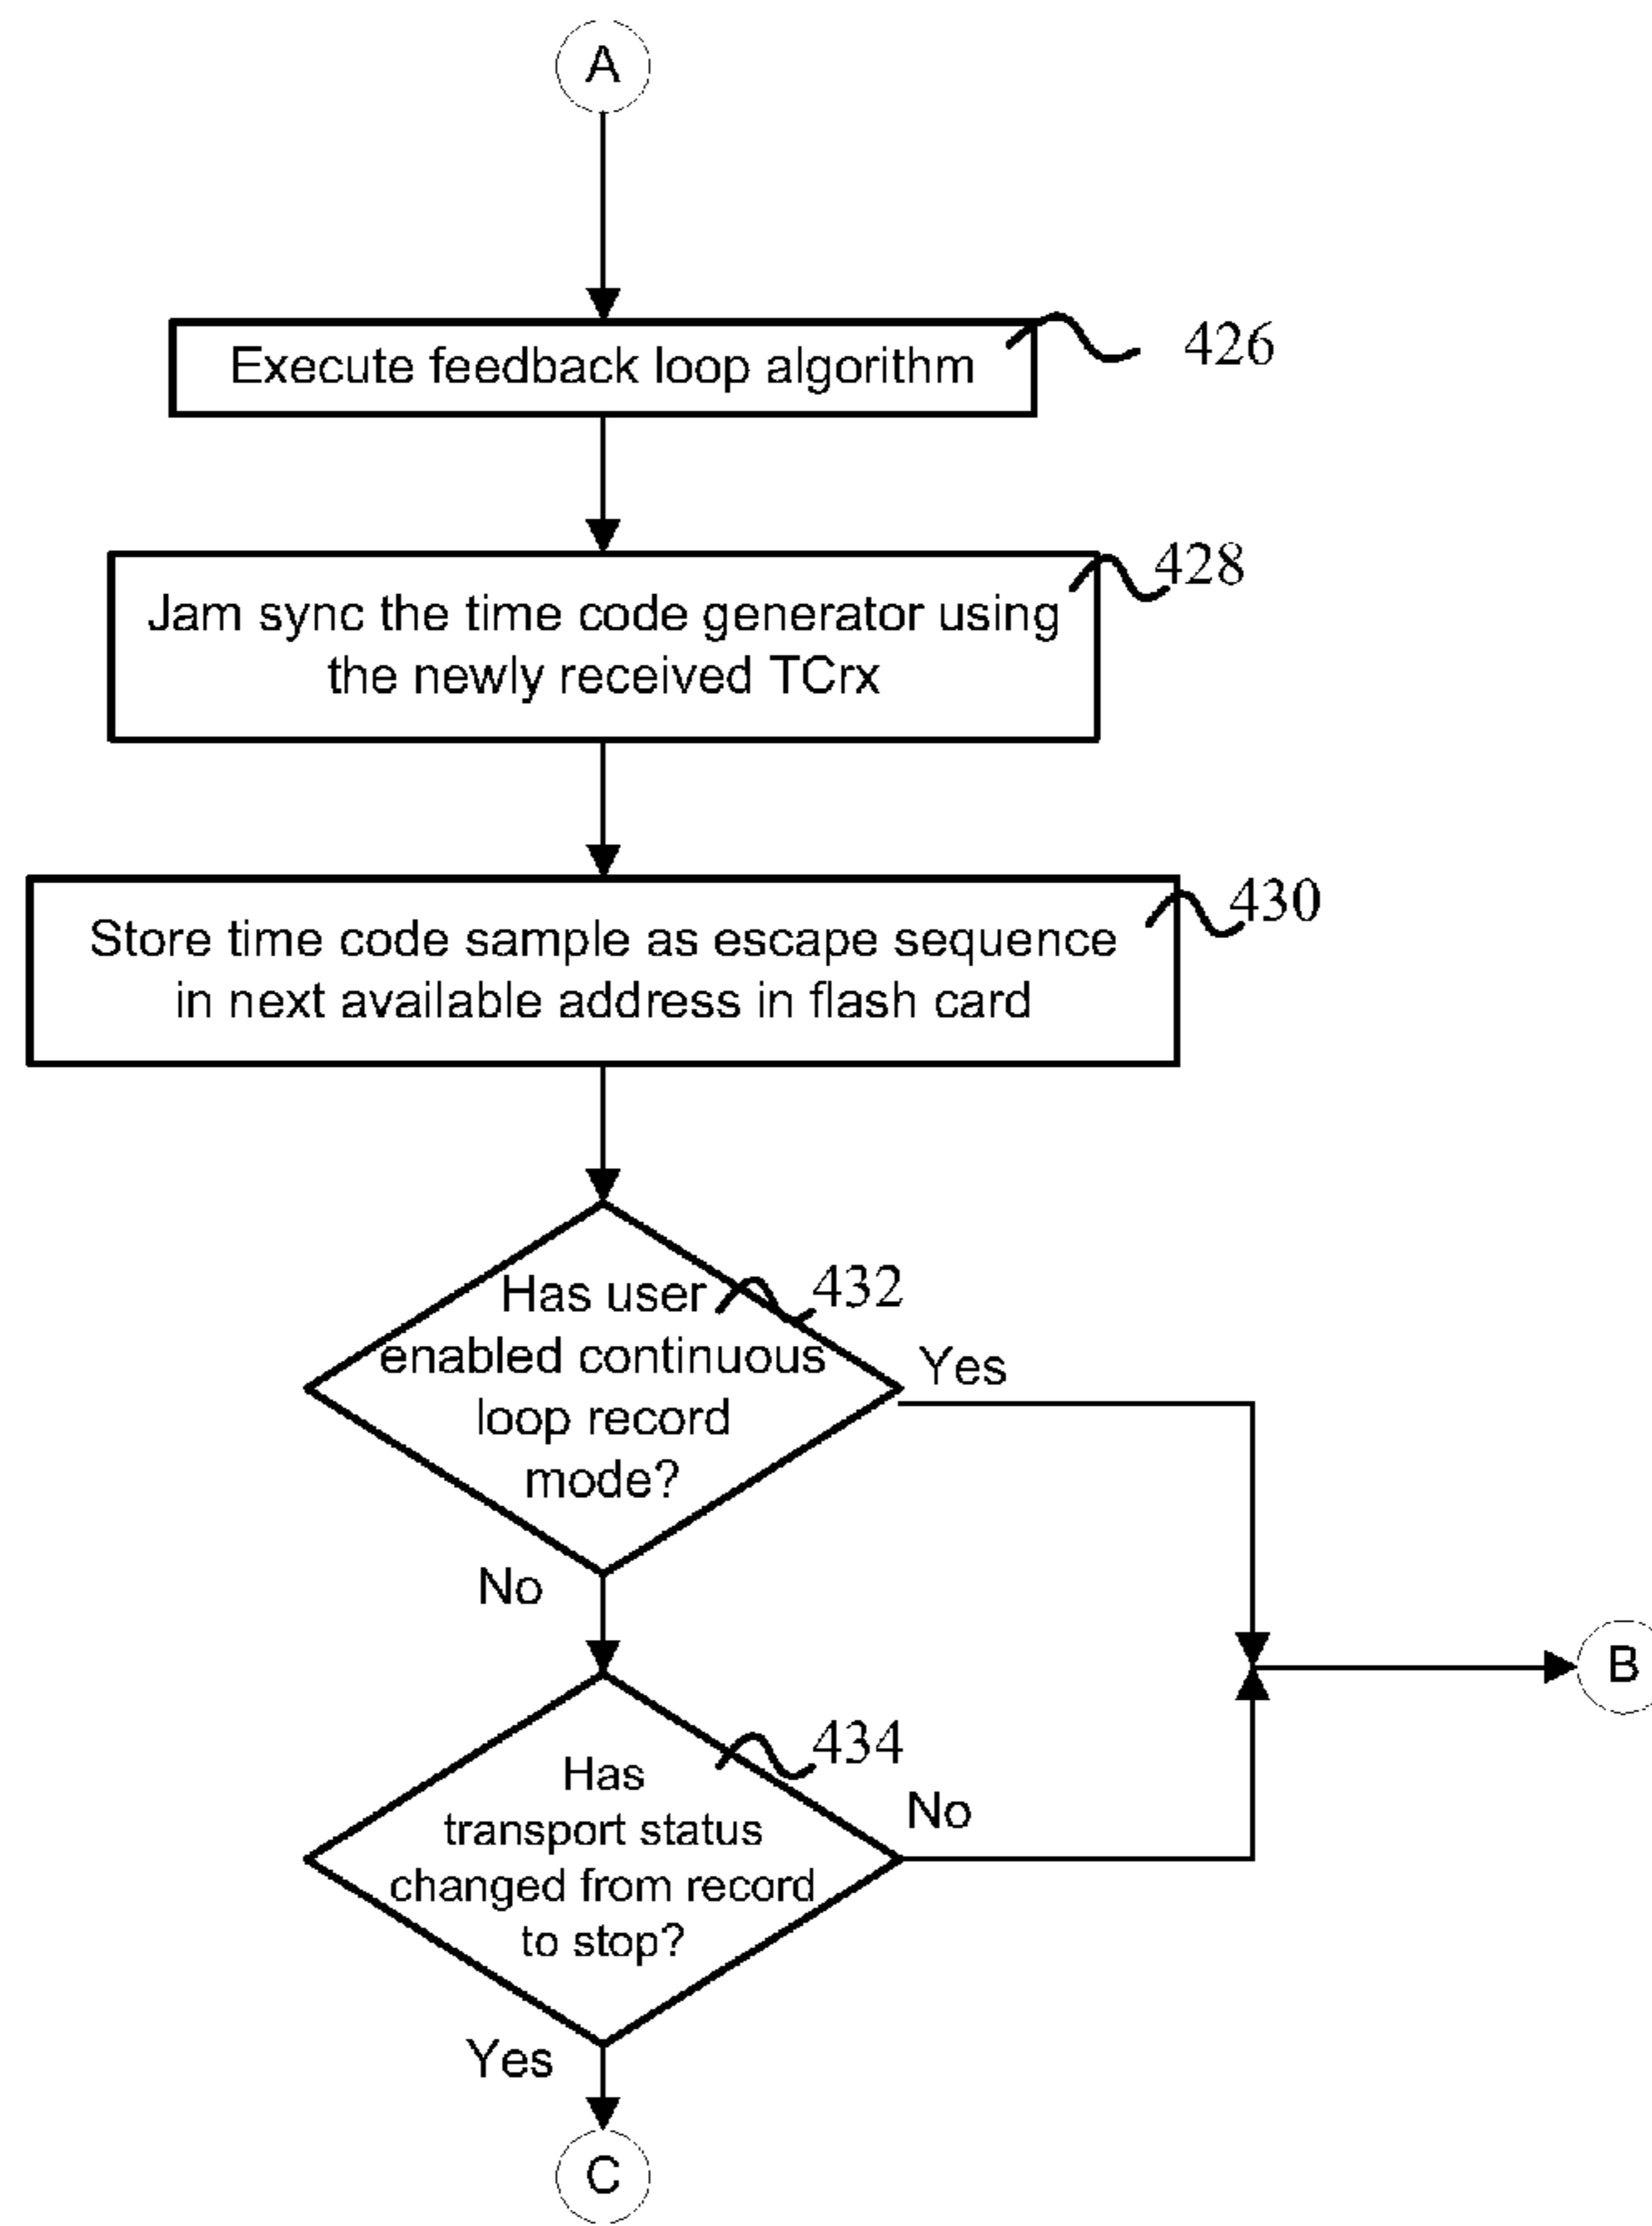 A
Execute feedback loop algorithm
426
Jam sync the time code generator using
the newly received TCrx
428
Store time code sample as escape sequence
in next available address in flash card
430
Has user
enabled continuous
loop record
mode?
432
Yes
No
B
Has
transport status
changed from record
to stop?
434
No
Yes
C